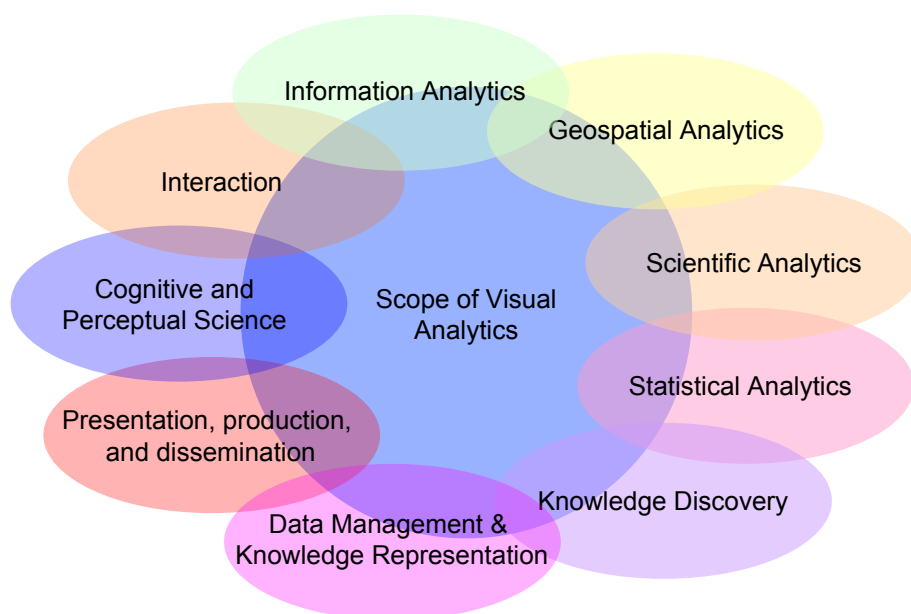 Information Analytics
Geospatial Analytics
Interaction
Scientific Analytics
Cognitive and
Perceptual Science
Scope of Visual
Analytics
Statistical Analytics
Presentation, production,
and dissemination
Knowledge Discovery
Data Management &
Knowledge Representation